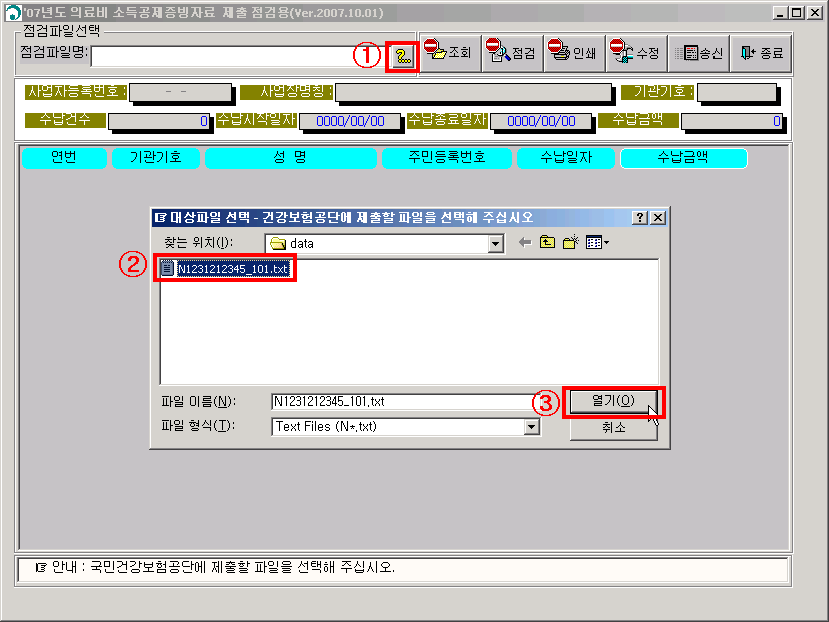 '07년도 의료비 소득공제증빙자료 제출 점검용(Ver.2007.10.01)
점검파일선택
점검파일명:
① ?...
조회 점검 인쇄 수정 송신 종료
사업자등록번호 : - - 사업장명칭 : 기관기호 :
수납건수 0 수납시작일자 0000/00/00 수납종료일자 0000/00/00 수납금액 0
연번 기관기호 성 명 주민등록번호 수납일자 수납금액
☞ 대상파일 선택 - 건강보험공단에 제출할 파일을 선택해 주십시오
찾는 위치(I): data
② N1231212345_101.txt
파일 이름(N): N1231212345_101.txt ③ 열기(O)
파일 형식(T): Text Files (N*.txt) 취소
☞ 안내 : 국민건강보험공단에 제출할 파일을 선택해 주십시오.